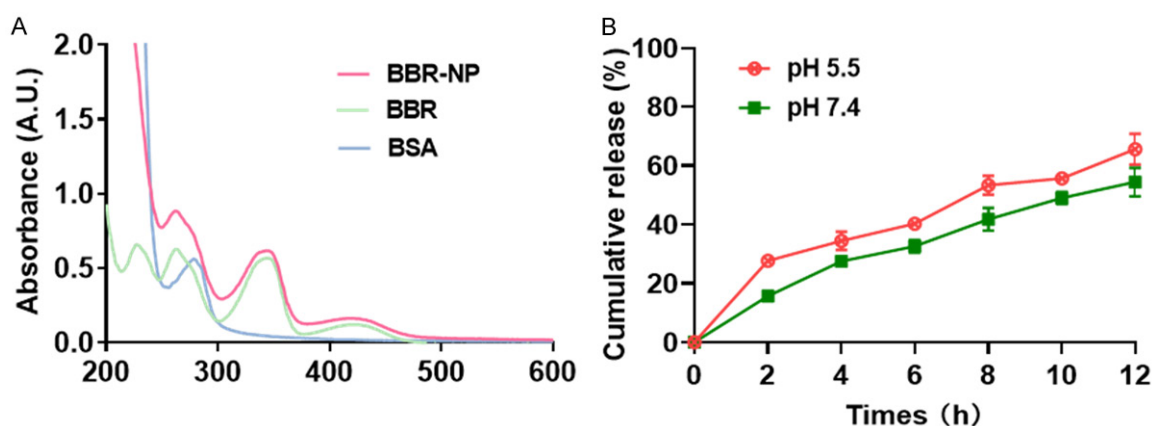 A
Absorbance (A.U.)
2.0
1.5
1.0
0.5
0.0
BBR-NP
BBR
BSA
200 300 400 500 600
B
Cumulative release (%)
100
80
60
40
20
0
pH 5.5
pH 7.4
0 2 4 6 8 10 12
Times（h）